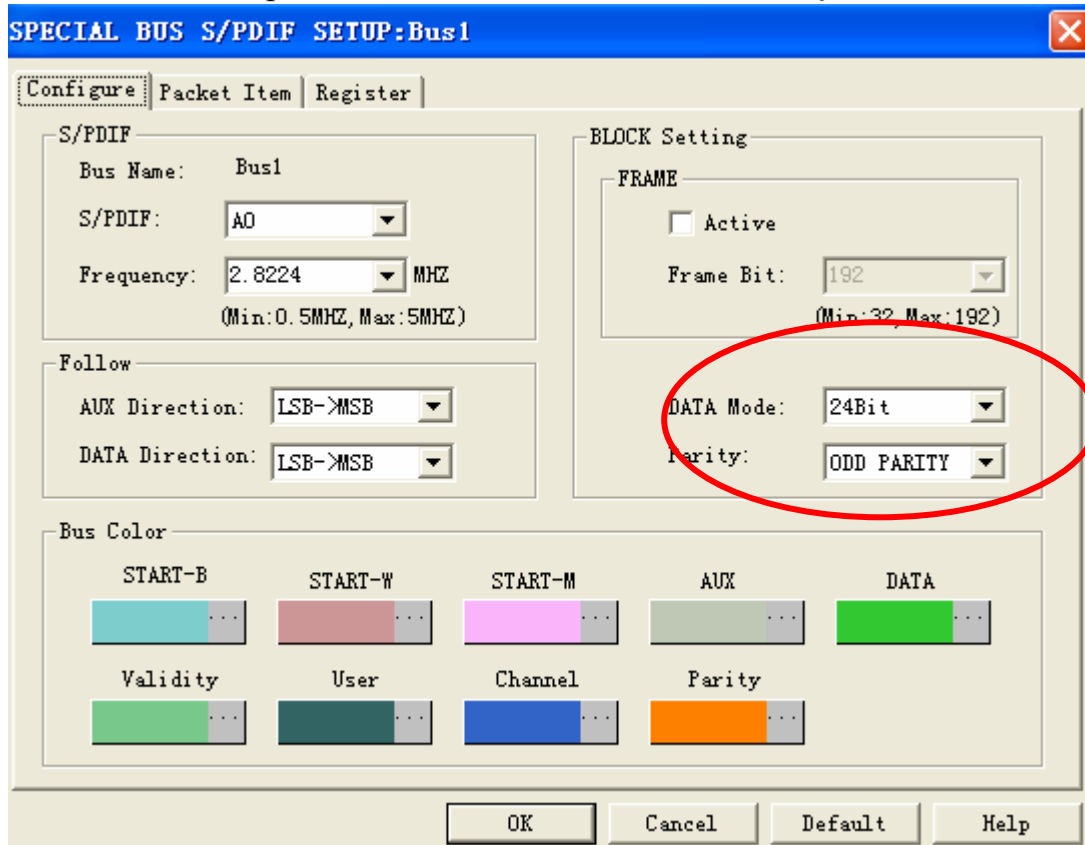 SPECIAL BUS S/PDIF SETUP:Bus1
Configure Packet Item Register
S/PDIF
Bus Name: Bus1
S/PDIF: A0
Frequency: 2.8224 MHZ
(Min:0.5MHZ,Max:5MHZ)
Follow
AUX Direction: LSB->MSB
DATA Direction: LSB->MSB
BLOCK Setting
FRAME
Active
Frame Bit: 192
(Min:32,Max:192)
DATA Mode: 24Bit
Parity: ODD PARITY
Bus Color
START-B START-W START-M AUX DATA
... ... ... ... ...
Validity User Channel Parity
... ... ... ...
OK Cancel Default Help